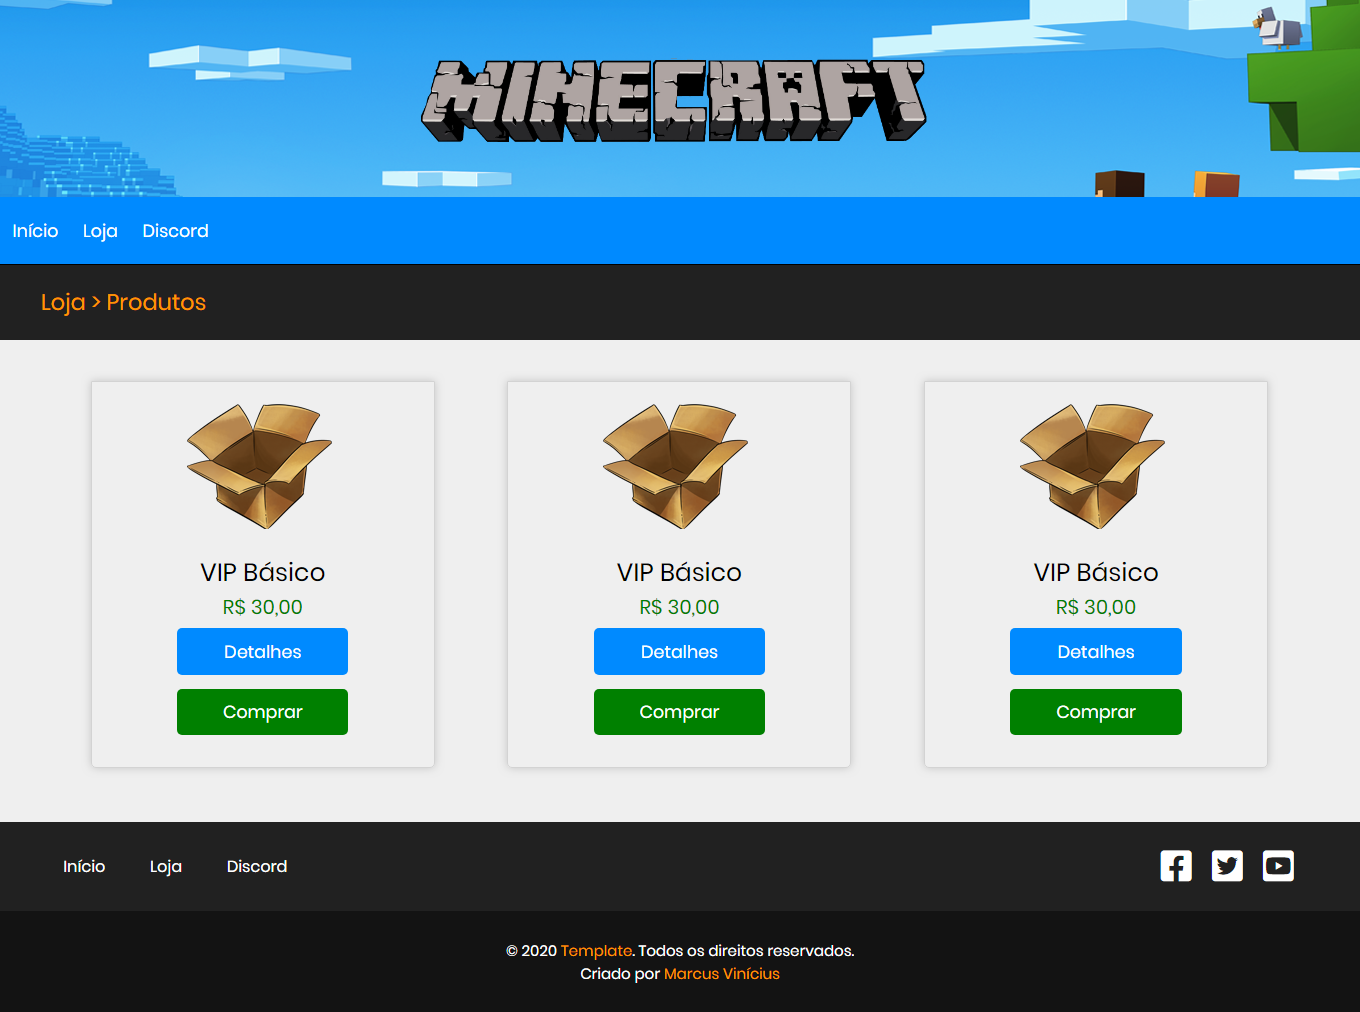 MINECRAFT
Início Loja Discord
Loja > Produtos
VIP Básico
R$ 30,00
Detalhes
Comprar
VIP Básico
R$ 30,00
Detalhes
Comprar
VIP Básico
R$ 30,00
Detalhes
Comprar
Início Loja Discord
© 2020 Template. Todos os direitos reservados.
Criado por Marcus Vinícius